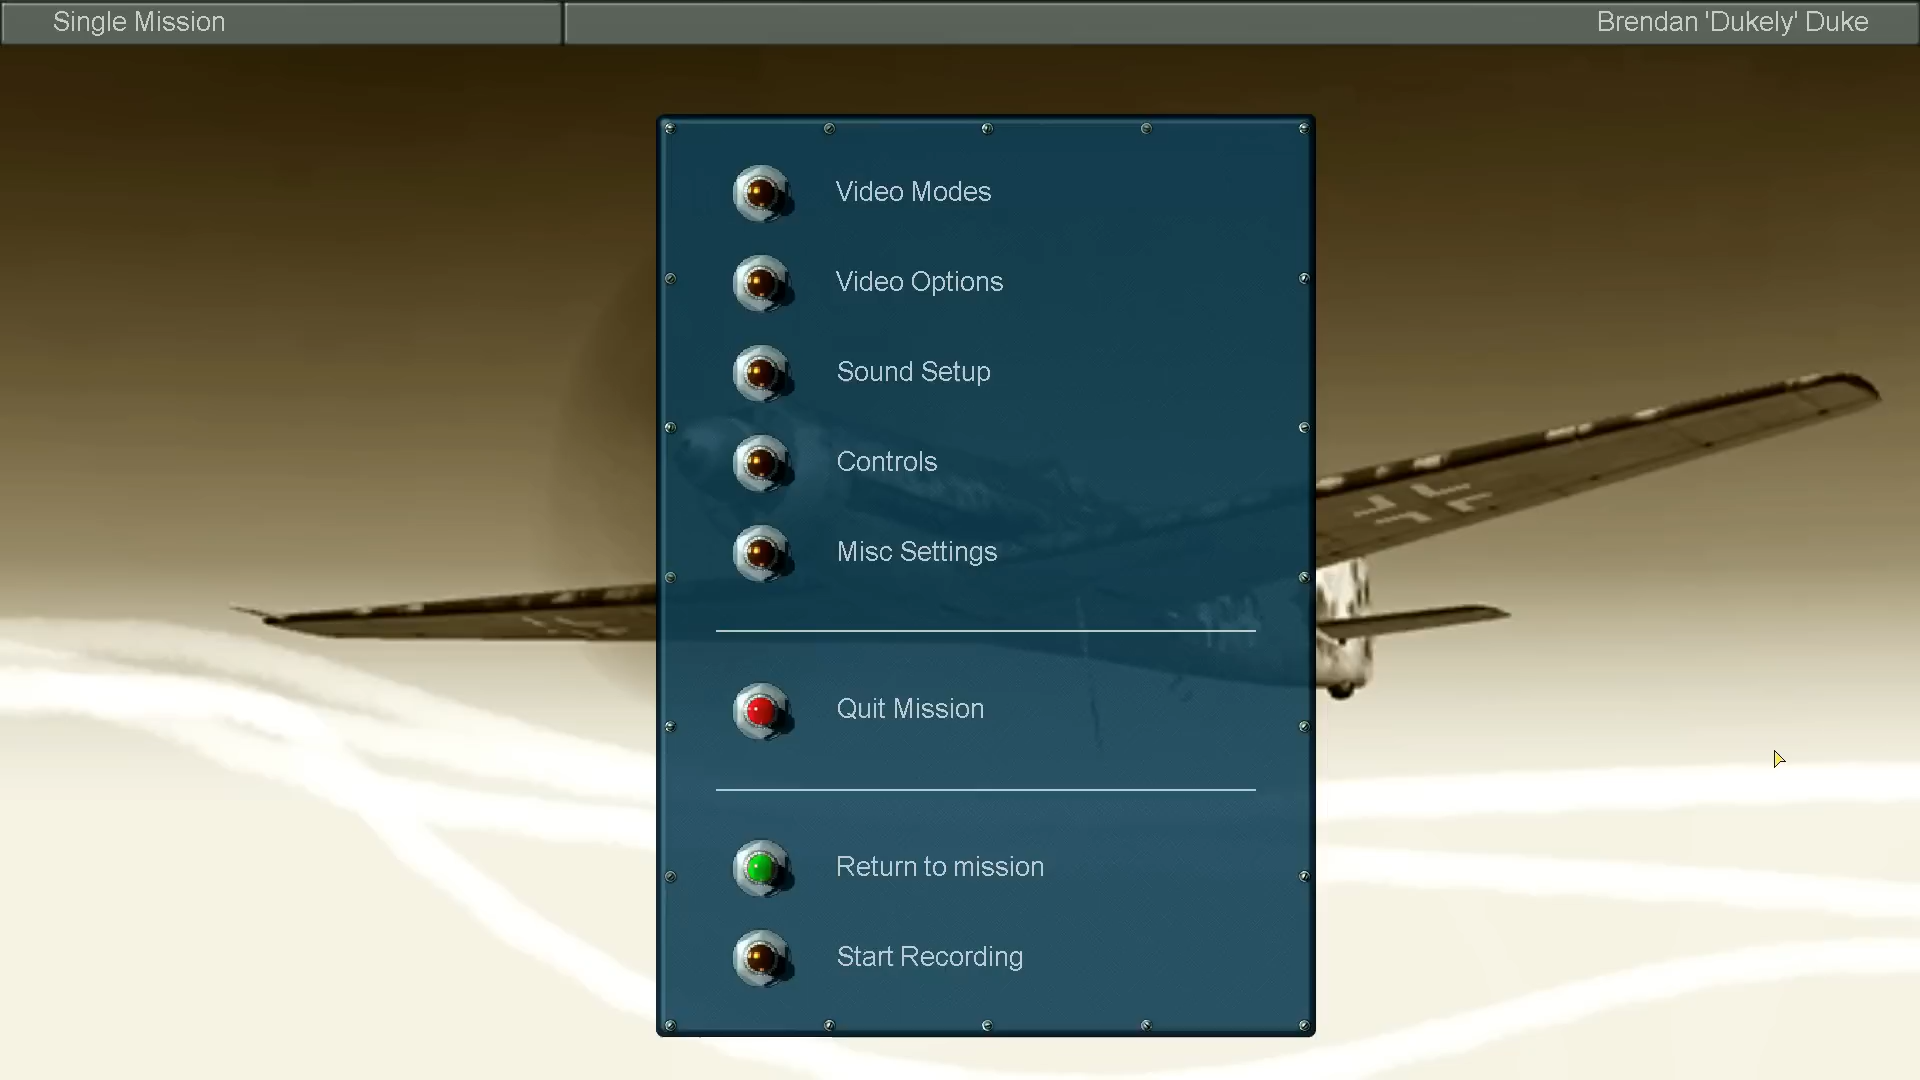 Single Mission
Brendan 'Dukely' Duke
Video Modes
Video Options
Sound Setup
Controls
Misc Settings
Quit Mission
Return to mission
Start Recording